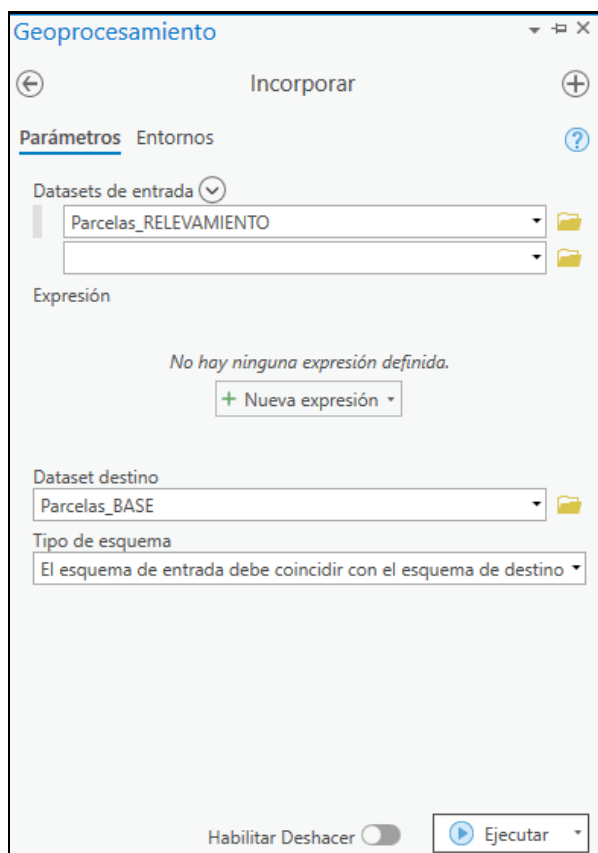 Geoprocesamiento
Incorporar
Parámetros Entornos
Datasets de entrada
Parcelas_RELEVAMIENTO
Expresión
No hay ninguna expresión definida.
+ Nueva expresión
Dataset destino
Parcelas_BASE
Tipo de esquema
El esquema de entrada debe coincidir con el esquema de destino
Habilitar Deshacer Ejecutar